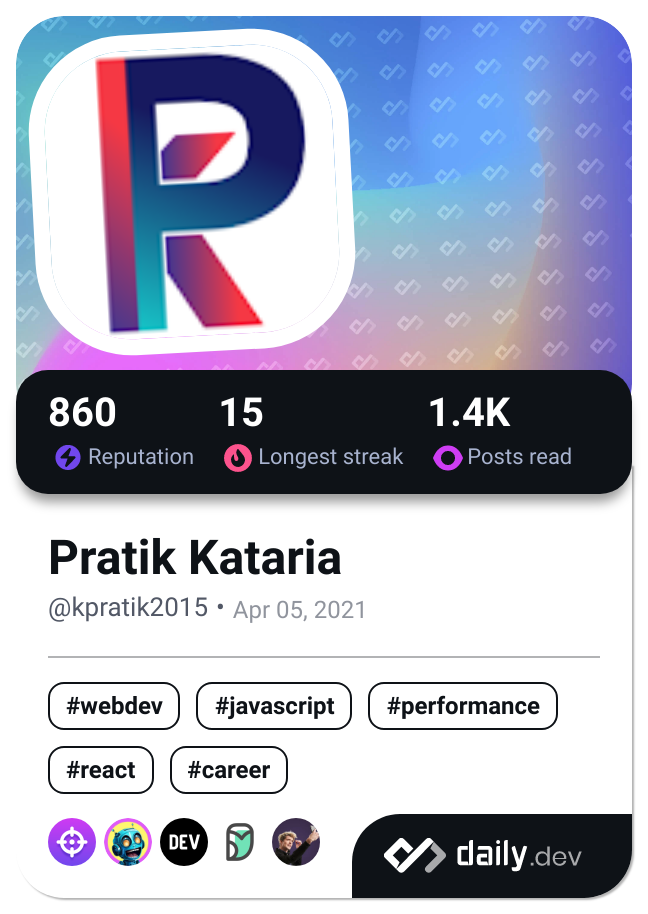 860 15 1.4K
Reputation Longest streak Posts read
Pratik Kataria
@kpratik2015 • Apr 05, 2021
#webdev #javascript #performance
#react #career
DEV
daily.dev